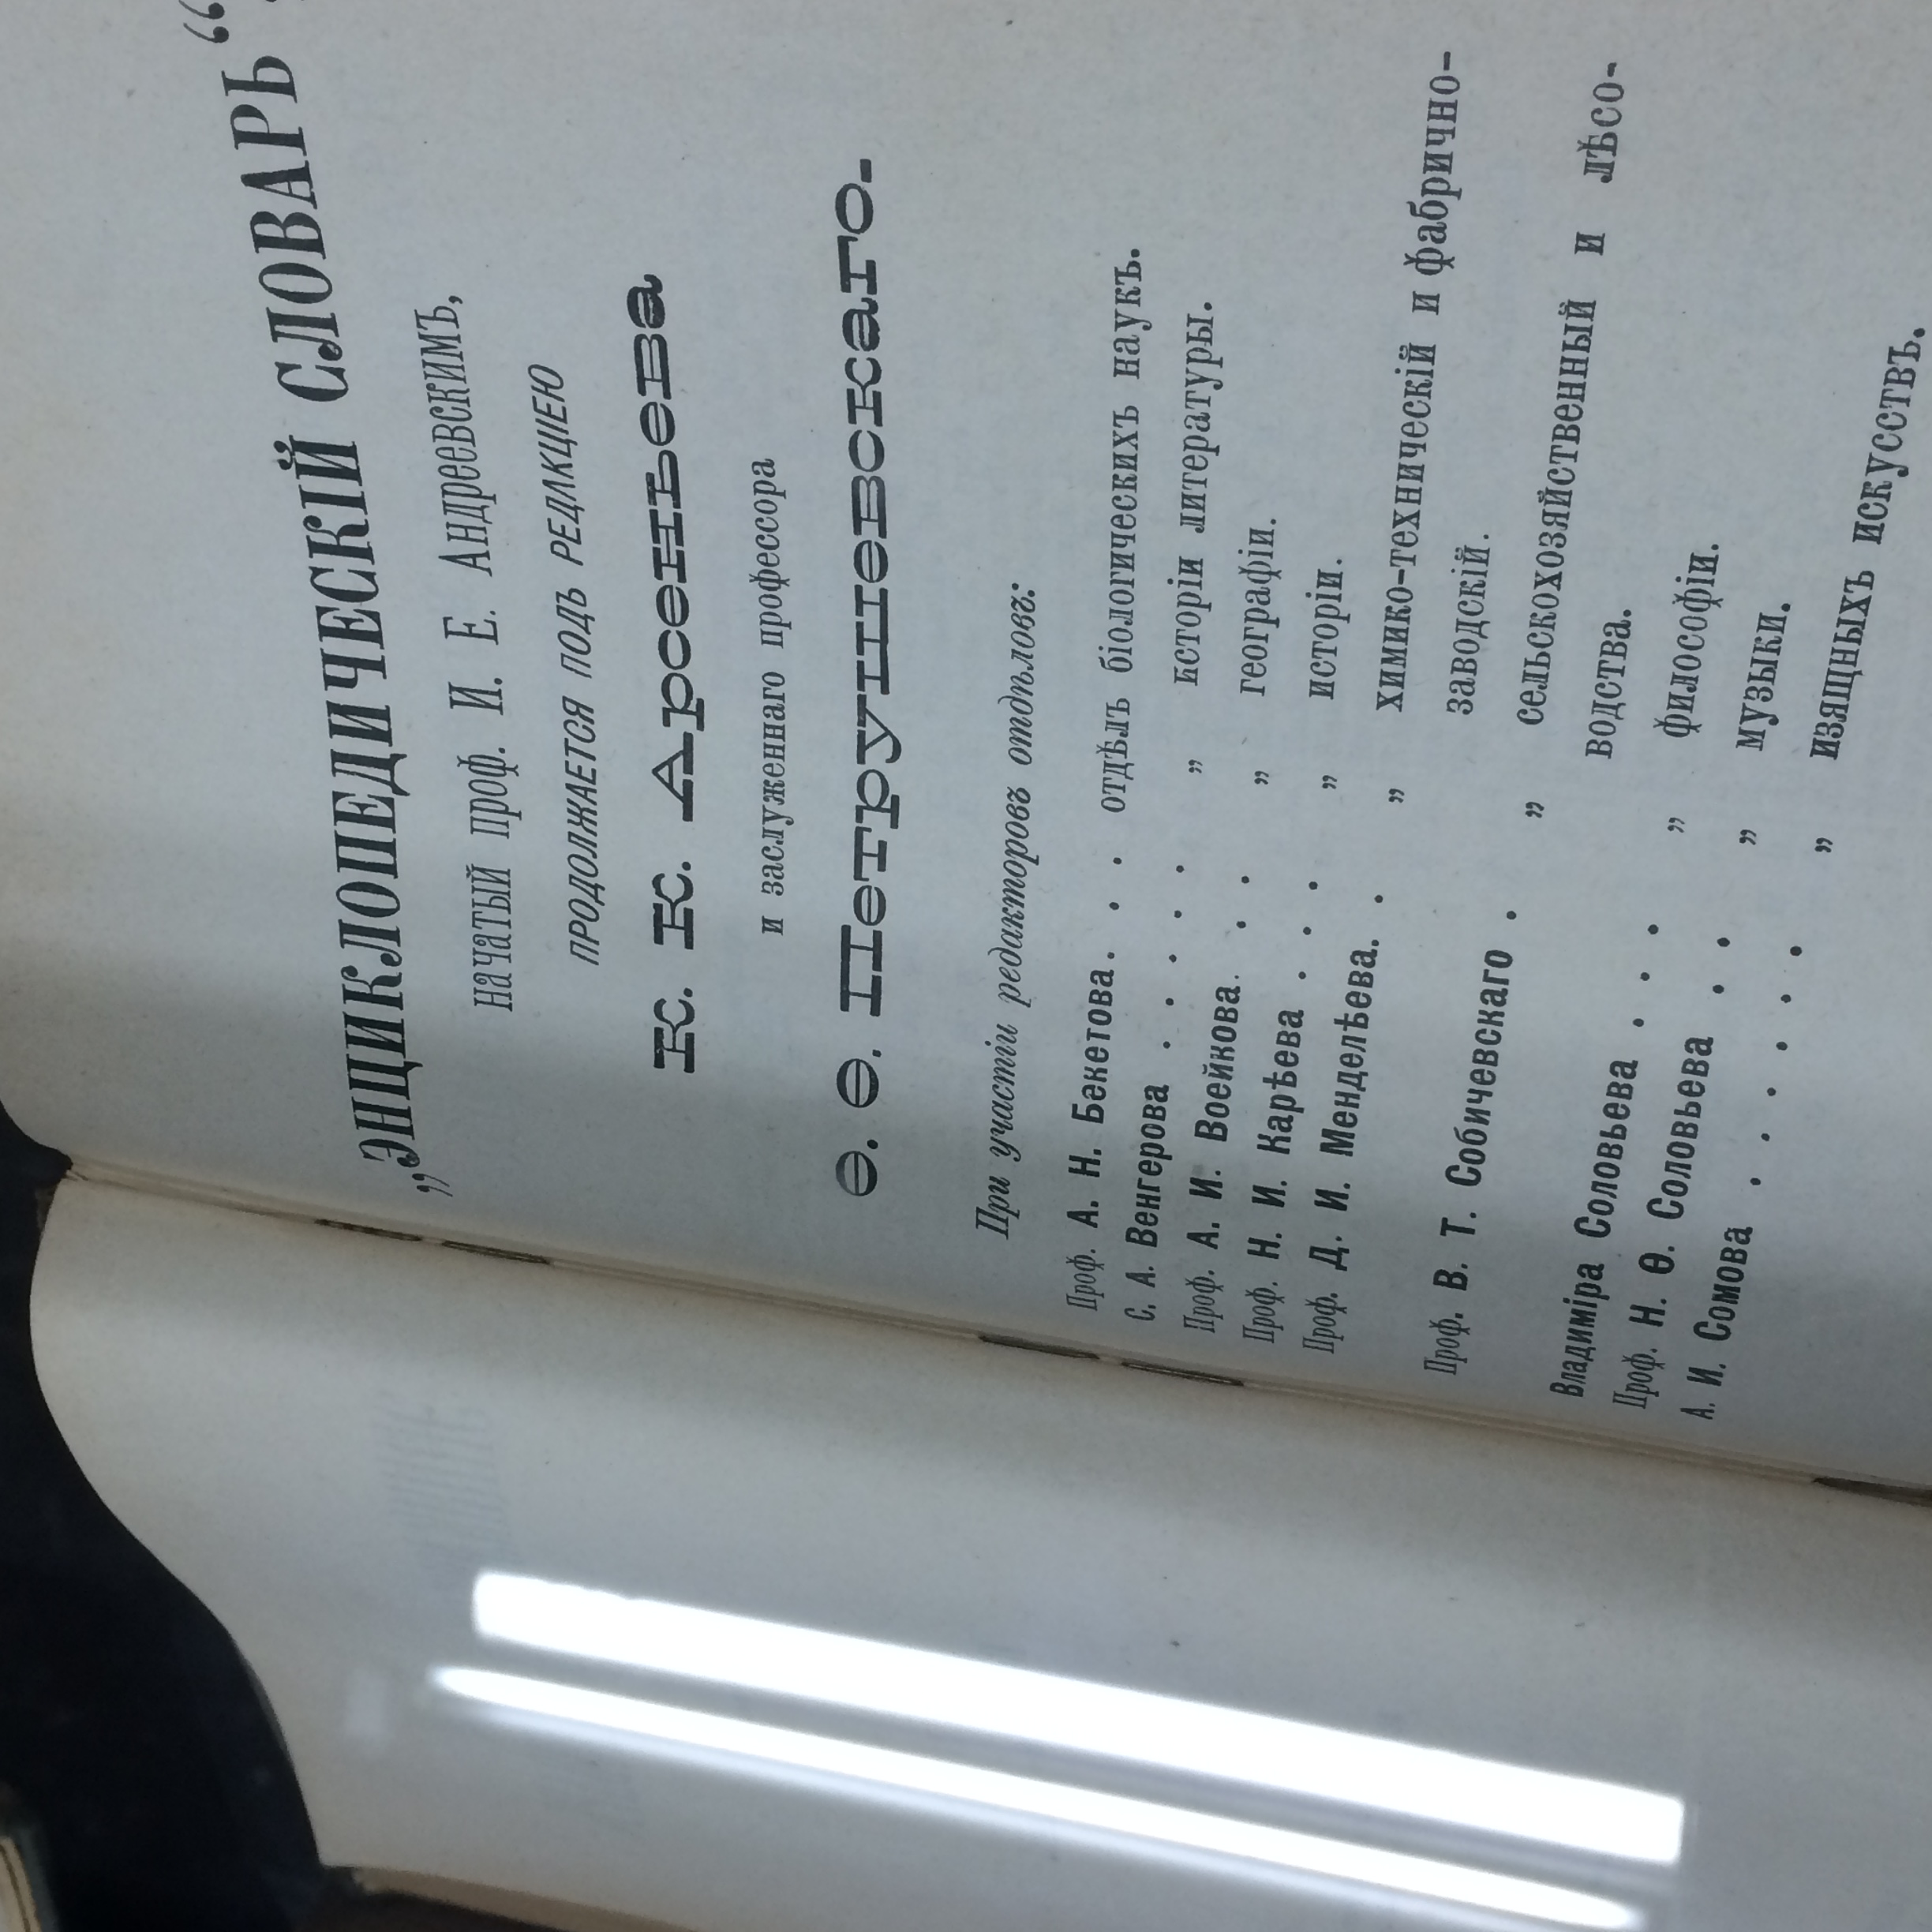 „ЭНЦИКЛОПЕДИЧЕСКІЙ СЛОВАРЬ“,
Начатый проф. И. Е. Андреевскимъ,
ПРОДОЛЖАЕТСЯ ПОДЪ РЕДАКЦІЕЮ
К. К. Арсеньева
и заслуженнаго профессора
Ѳ. Ѳ. Петрушевскаго.
При участіи редакторовъ отдѣловъ:
Проф. А. Н. Бекетова . . . отдѣлъ біологическихъ наукъ.
С. А. Венгерова . . . . . „ исторіи литературы.
Проф. А. И. Воейкова . . . „ географіи.
Проф. Н. И. Карѣева . . . „ исторіи.
Проф. Д. И. Менделѣева. . „ химико-техническій и фабрично-
заводскій.
Проф. В. Т. Собичевскаго . „ сельскохозяйственный и лѣсо-
водства.
Владиміра Соловьева . . . „ философіи.
Проф. Н. Ѳ. Соловьева . . „ музыки.
А. И. Сомова . . . . . . „ изящныхъ искусствъ.